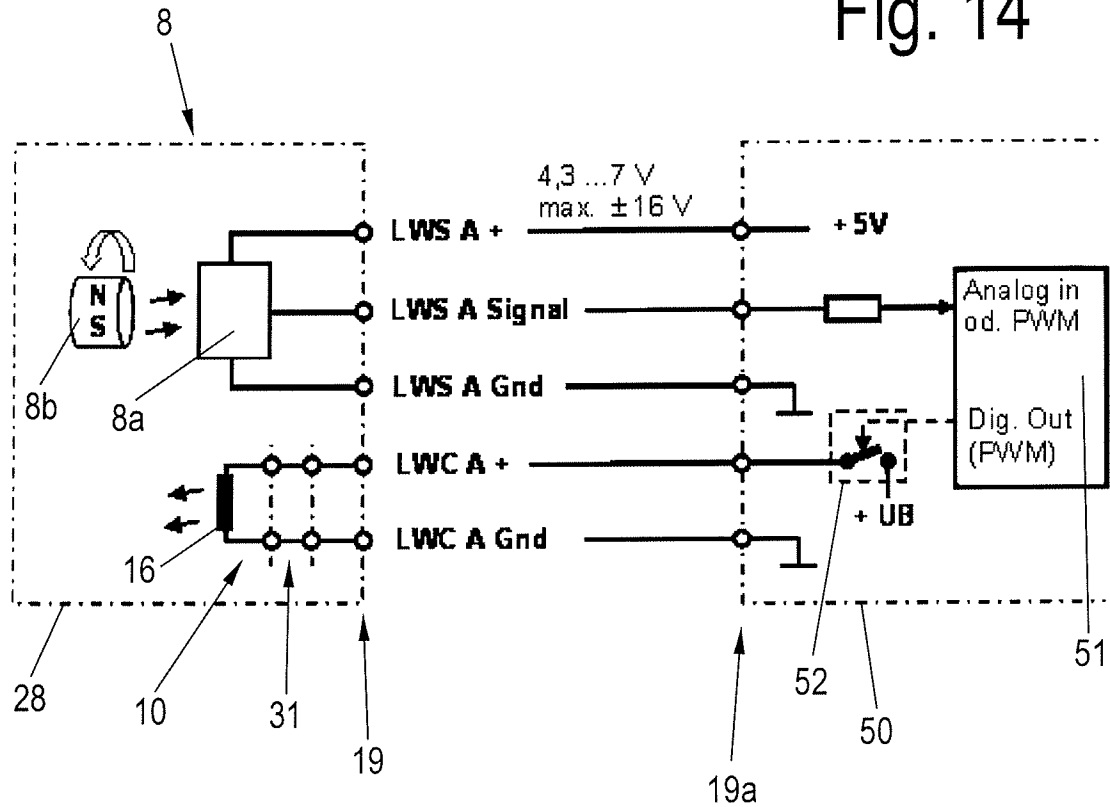 Fig. 14
8
4,3 ...7 V
max. ±16 V
LWS A +
+5V
N
S
LWS A Signal
Analog in
od. PWM
LWS A Gnd
8b
8a
Dig. Out
(PWM)
LWC A +
+ UB
LWC A Gnd
16
28
10
31
19
19a
52
50
51